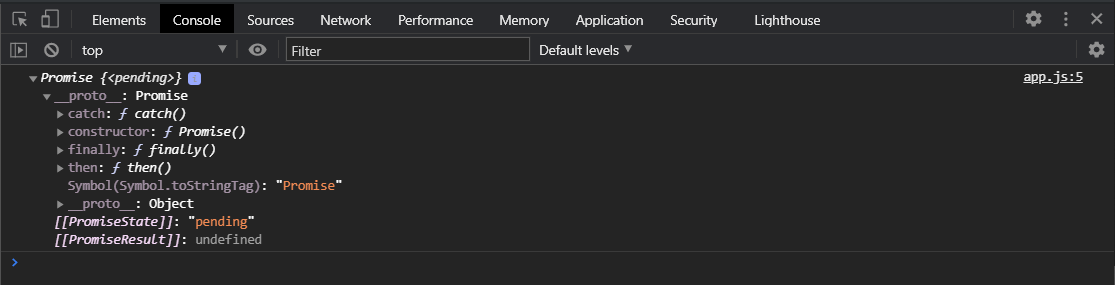 Elements Console Sources Network Performance Memory Application Security Lighthouse
top Filter Default levels
Promise {<pending>} i app.js:5
__proto__: Promise
catch: ƒ catch()
constructor: ƒ Promise()
finally: ƒ finally()
then: ƒ then()
Symbol(Symbol.toStringTag): "Promise"
__proto__: Object
[[PromiseState]]: "pending"
[[PromiseResult]]: undefined